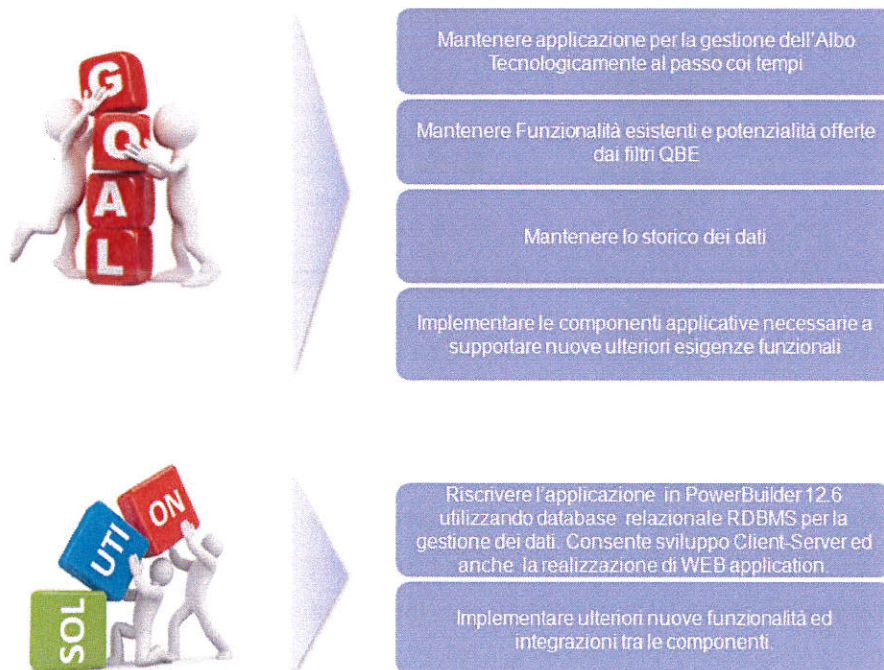 G
Q
A
L
Mantenere applicazione per la gestione dell'Albo
Tecnologicamente al passo coi tempi
Mantenere Funzionalità esistenti e potenzialità offerte
dai filtri QBE
Mantenere lo storico dei dati
Implementare le componenti applicative necessarie a
supportare nuove ulteriori esigenze funzionali
SOL
UTI
ON
Riscrivere l'applicazione in PowerBuilder 12.6
utilizzando database relazionale RDBMS per la
gestione dei dati. Consente sviluppo Client-Server ed
anche la realizzazione di WEB application.
Implementare ulteriori nuove funzionalità ed
integrazioni tra le componenti.